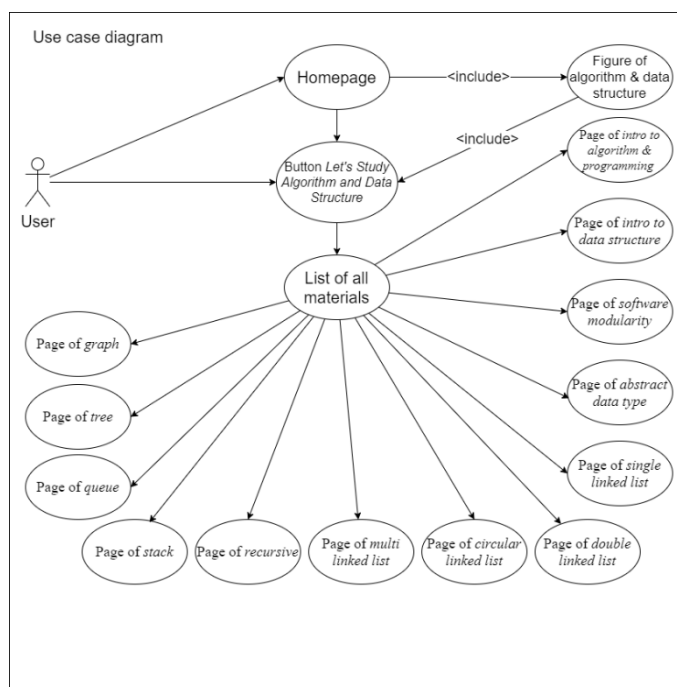 Use case diagram
Homepage
<include>
Figure of
algorithm & data
structure
<include>
User
Button Let's Study
Algorithm and Data
Structure
Page of intro to
algorithm &
programming
Page of intro to
data structure
List of all
materials
Page of software
modularity
Page of graph
Page of abstract
data type
Page of tree
Page of single
linked list
Page of queue
Page of stack
Page of recursive
Page of multi
linked list
Page of circular
linked list
Page of double
linked list